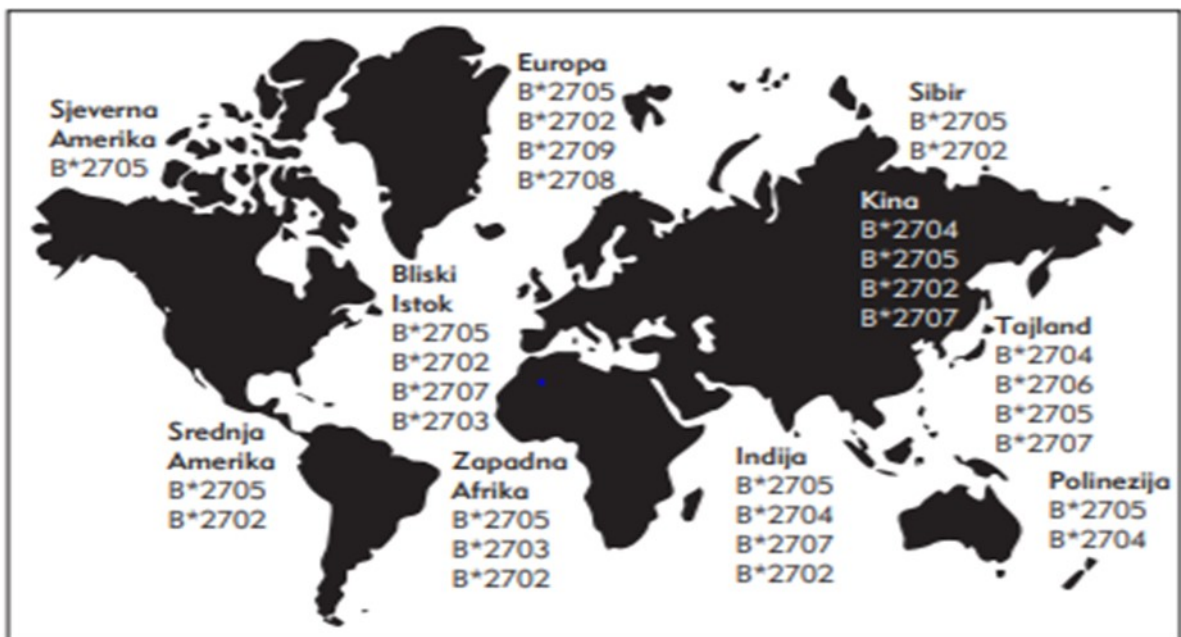 Sjeverna
Amerika
B*2705
Europa
B*2705
B*2702
B*2709
B*2708
Sibir
B*2705
B*2702
Kina
B*2704
B*2705
B*2702
B*2707
Bliski
Istok
B*2705
B*2702
B*2707
B*2703
Tajland
B*2704
B*2706
B*2705
B*2707
Srednja
Amerika
B*2705
B*2702
Zapadna
Afrika
B*2705
B*2703
B*2702
Indija
B*2705
B*2704
B*2707
B*2702
Polinezija
B*2705
B*2704